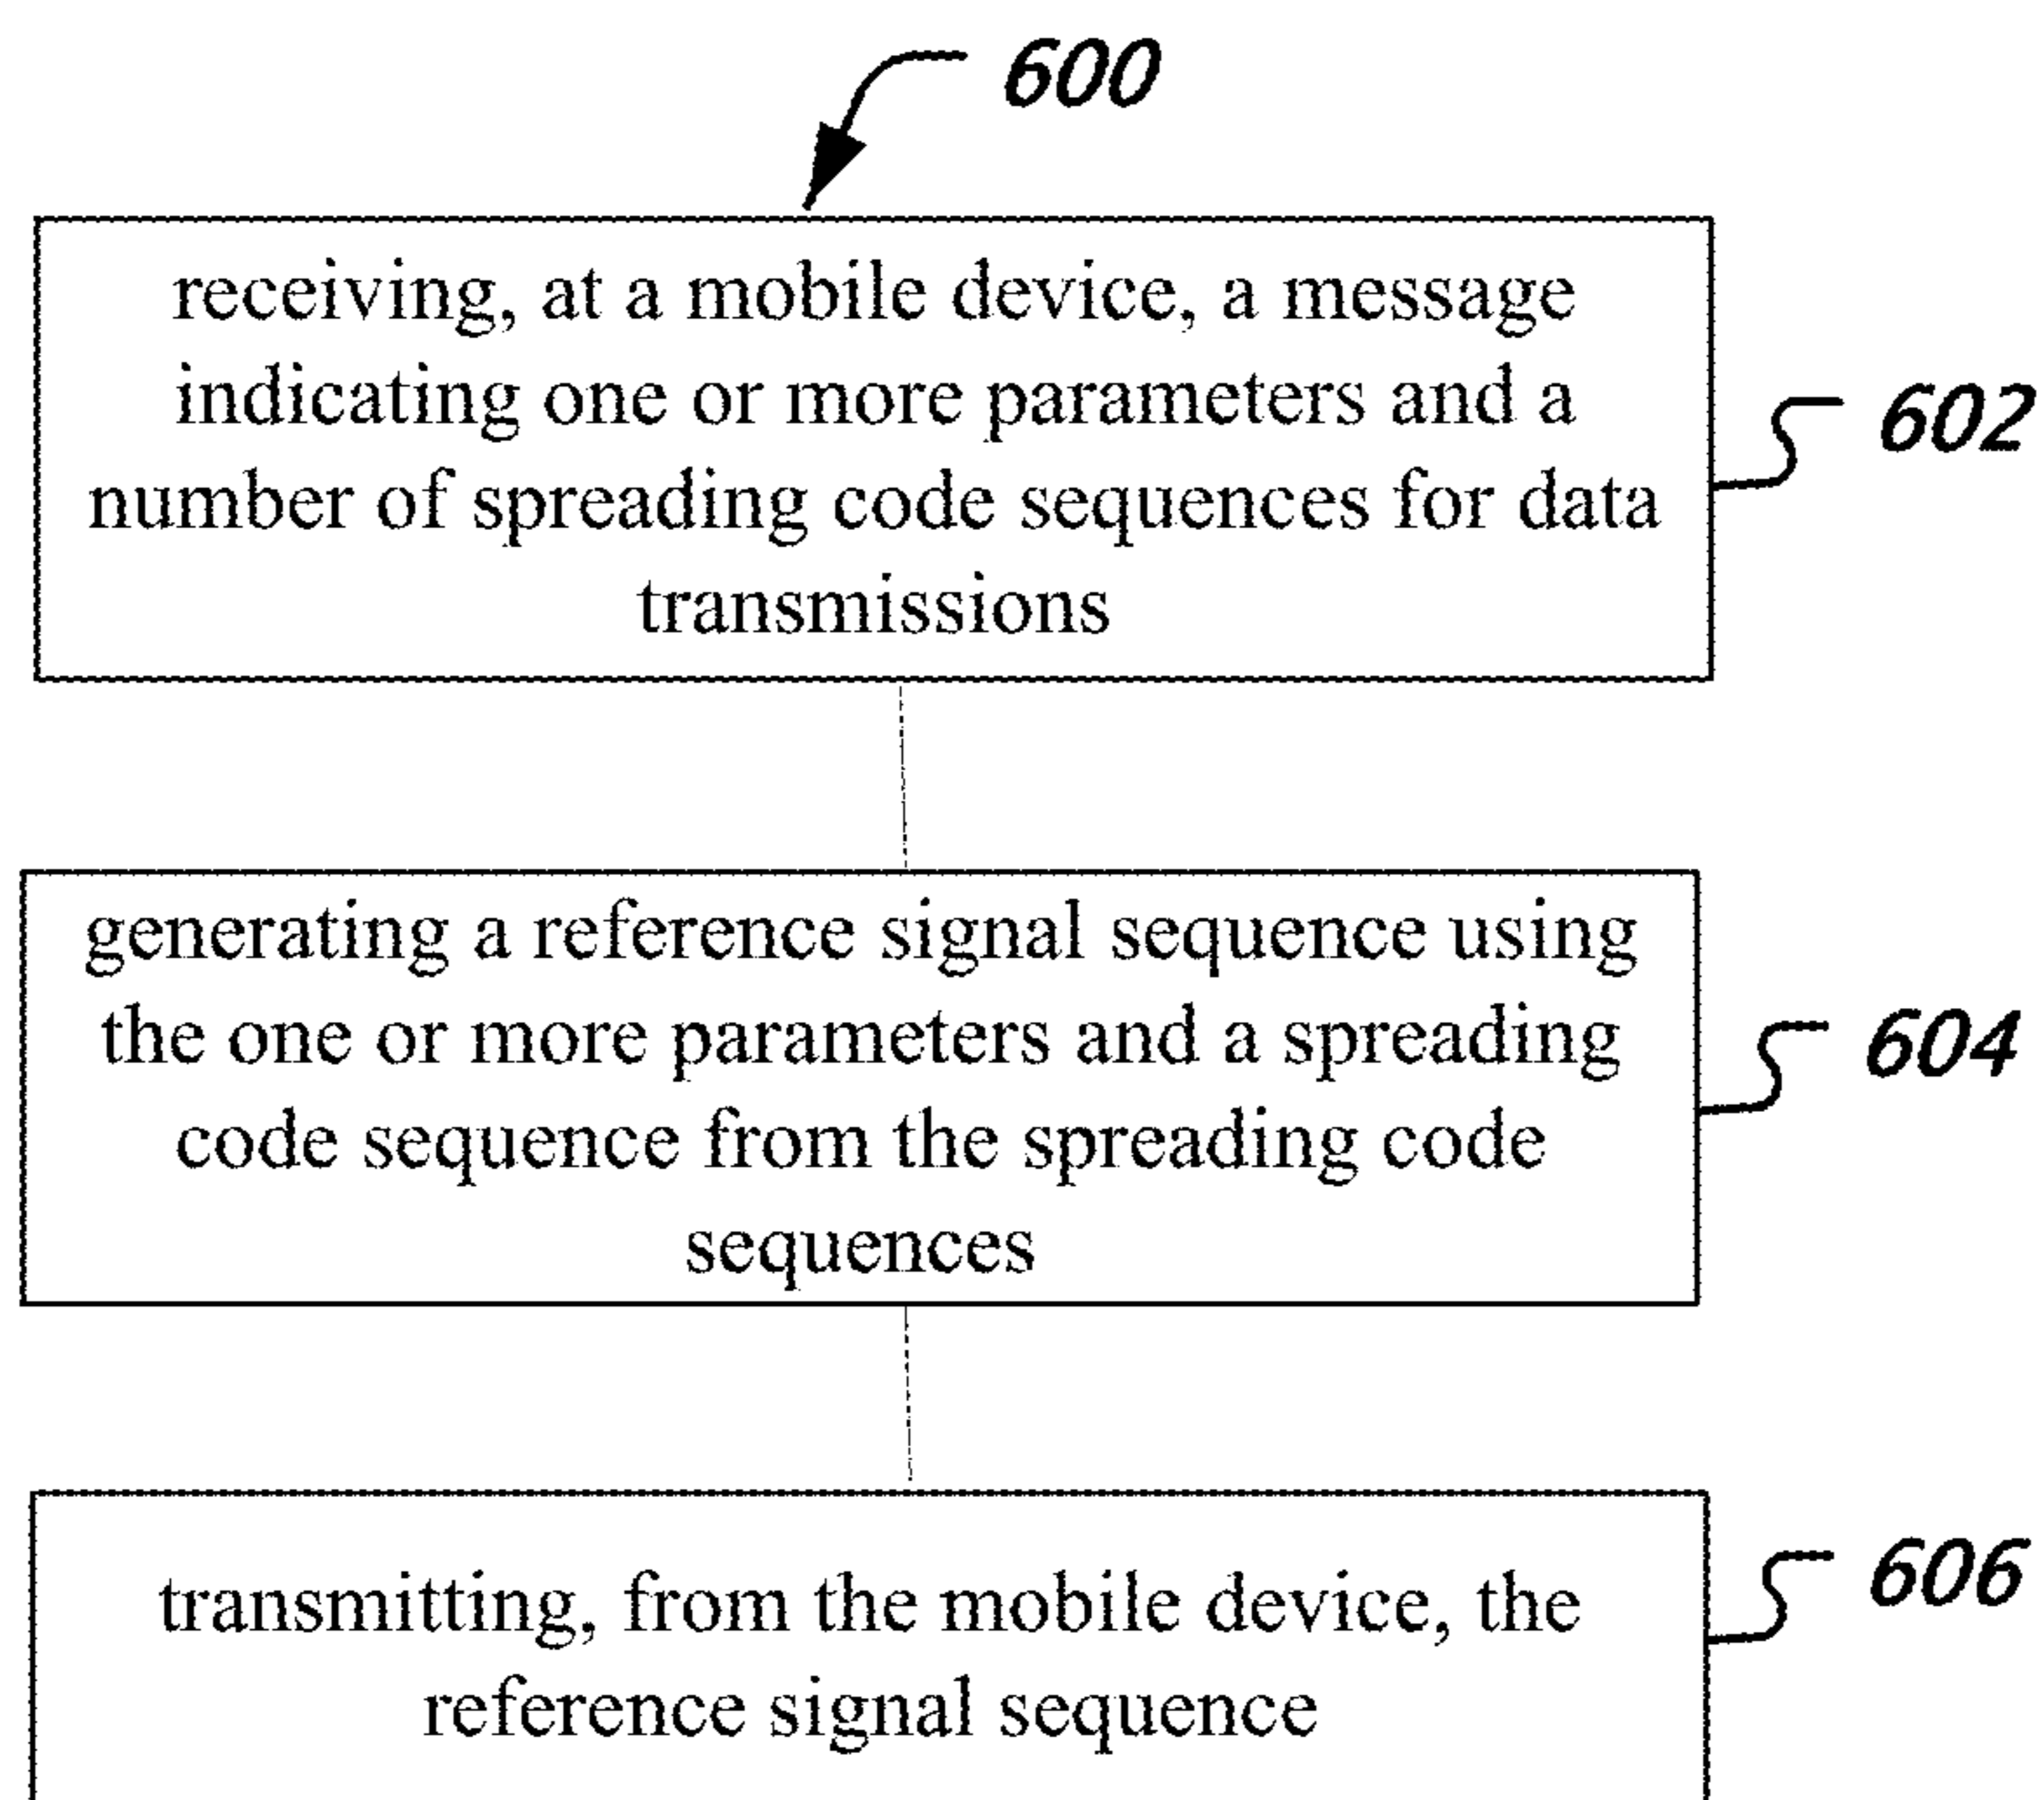 600
receiving, at a mobile device, a message
indicating one or more parameters and a
number of spreading code sequences for data
transmissions
602
generating a reference signal sequence using
the one or more parameters and a spreading
code sequence from the spreading code
sequences
604
transmitting, from the mobile device, the
reference signal sequence
606